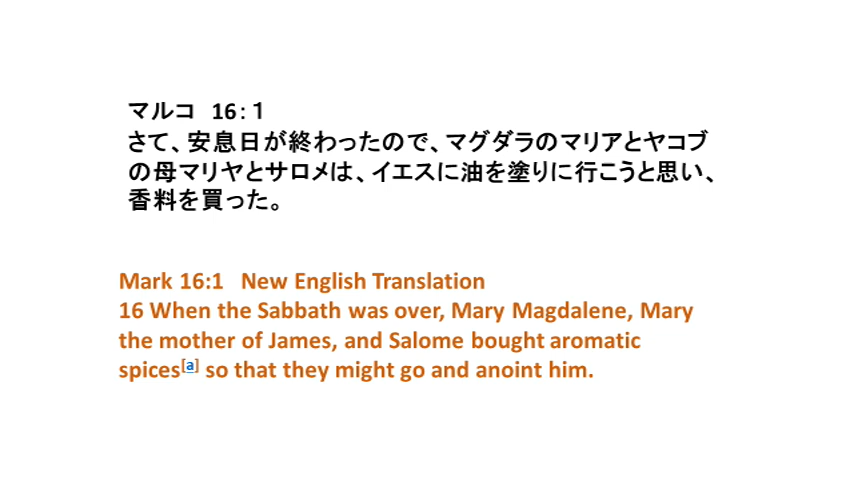 マルコ　16：１
さて、安息日が終わったので、マグダラのマリアとヤコブ
の母マリヤとサロメは、イエスに油を塗りに行こうと思い、
香料を買った。
Mark 16:1   New English Translation
16 When the Sabbath was over, Mary Magdalene, Mary
the mother of James, and Salome bought aromatic
spices[a] so that they might go and anoint him.